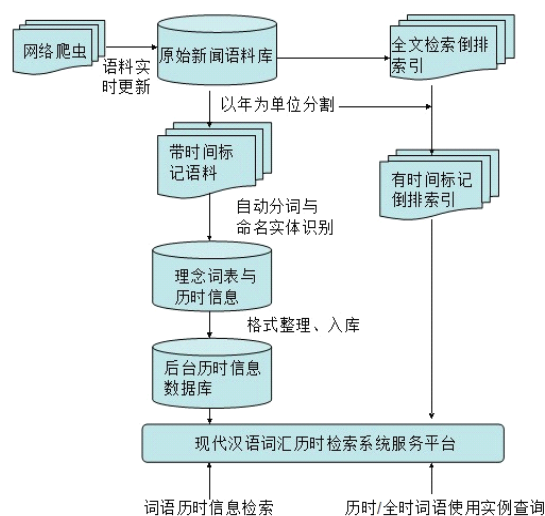 网络爬虫
语料实
时更新
原始新闻语料库
全文检索倒排
索引
以年为单位分割
带时间标
记语料
有时间标记
倒排索引
自动分词与
命名实体识别
理念词表与
历时信息
格式整理、入库
后台历时信息
数据库
现代汉语词汇历时检索系统服务平台
词语历时信息检索
历时/全时词语使用实例查询